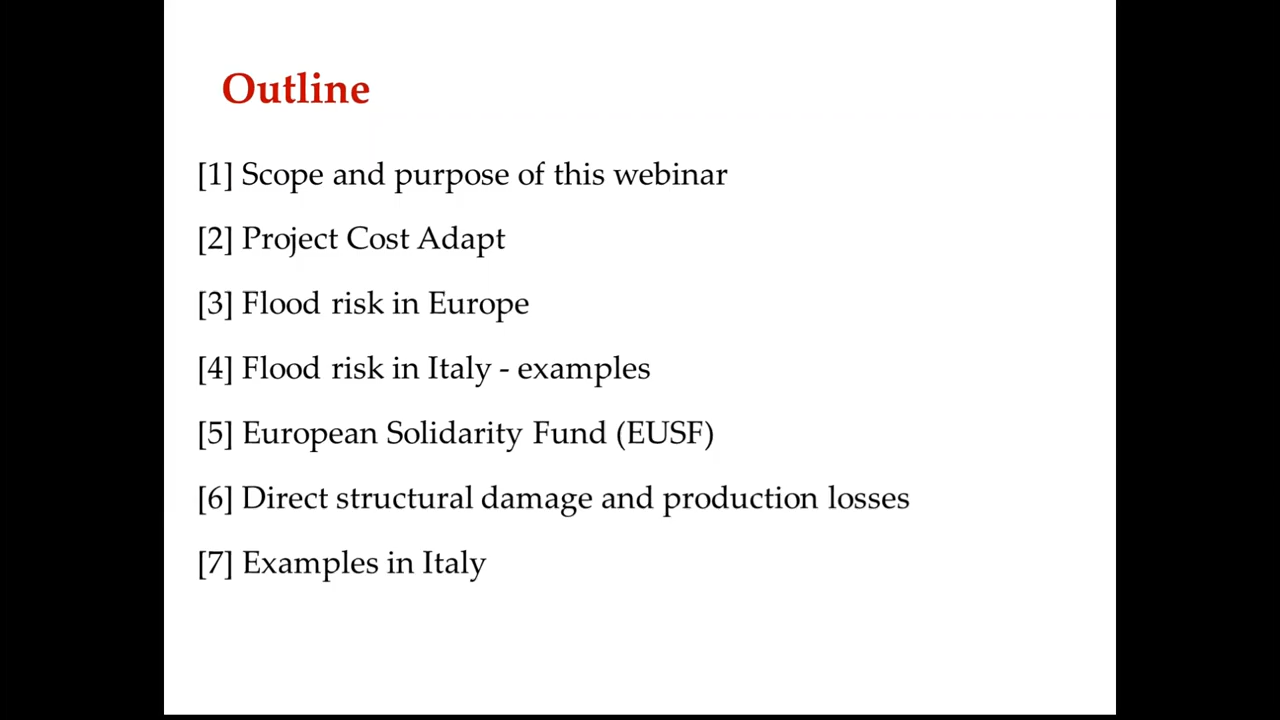 Outline
[1] Scope and purpose of this webinar
[2] Project Cost Adapt
[3] Flood risk in Europe
[4] Flood risk in Italy - examples
[5] European Solidarity Fund (EUSF)
[6] Direct structural damage and production losses
[7] Examples in Italy